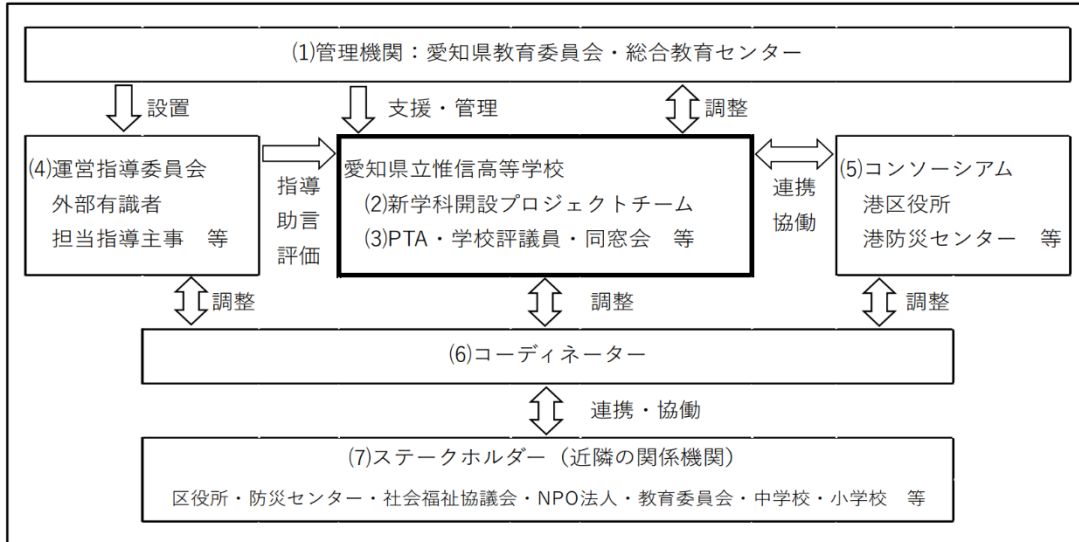 ⑴管理機関：愛知県教育委員会・総合教育センター
設置
支援・管理
調整
⑷運営指導委員会
外部有識者
担当指導主事　等
指導
助言
評価
愛知県立惟信高等学校
⑵新学科開設プロジェクトチーム
⑶PTA・学校評議員・同窓会　等
連携
協働
⑸コンソーシアム
港区役所
港防災センター　等
調整
調整
調整
⑹コーディネーター
連携・協働
⑺ステークホルダー（近隣の関係機関）
区役所・防災センター・社会福祉協議会・NPO法人・教育委員会・中学校・小学校　等